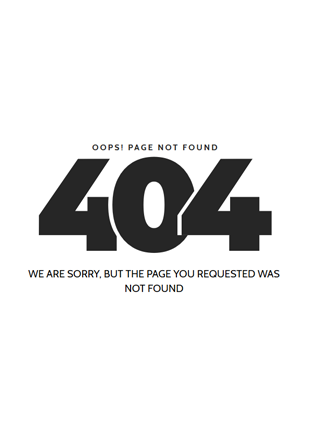 OOPS! PAGE NOT FOUND
404
WE ARE SORRY, BUT THE PAGE YOU REQUESTED WAS
NOT FOUND